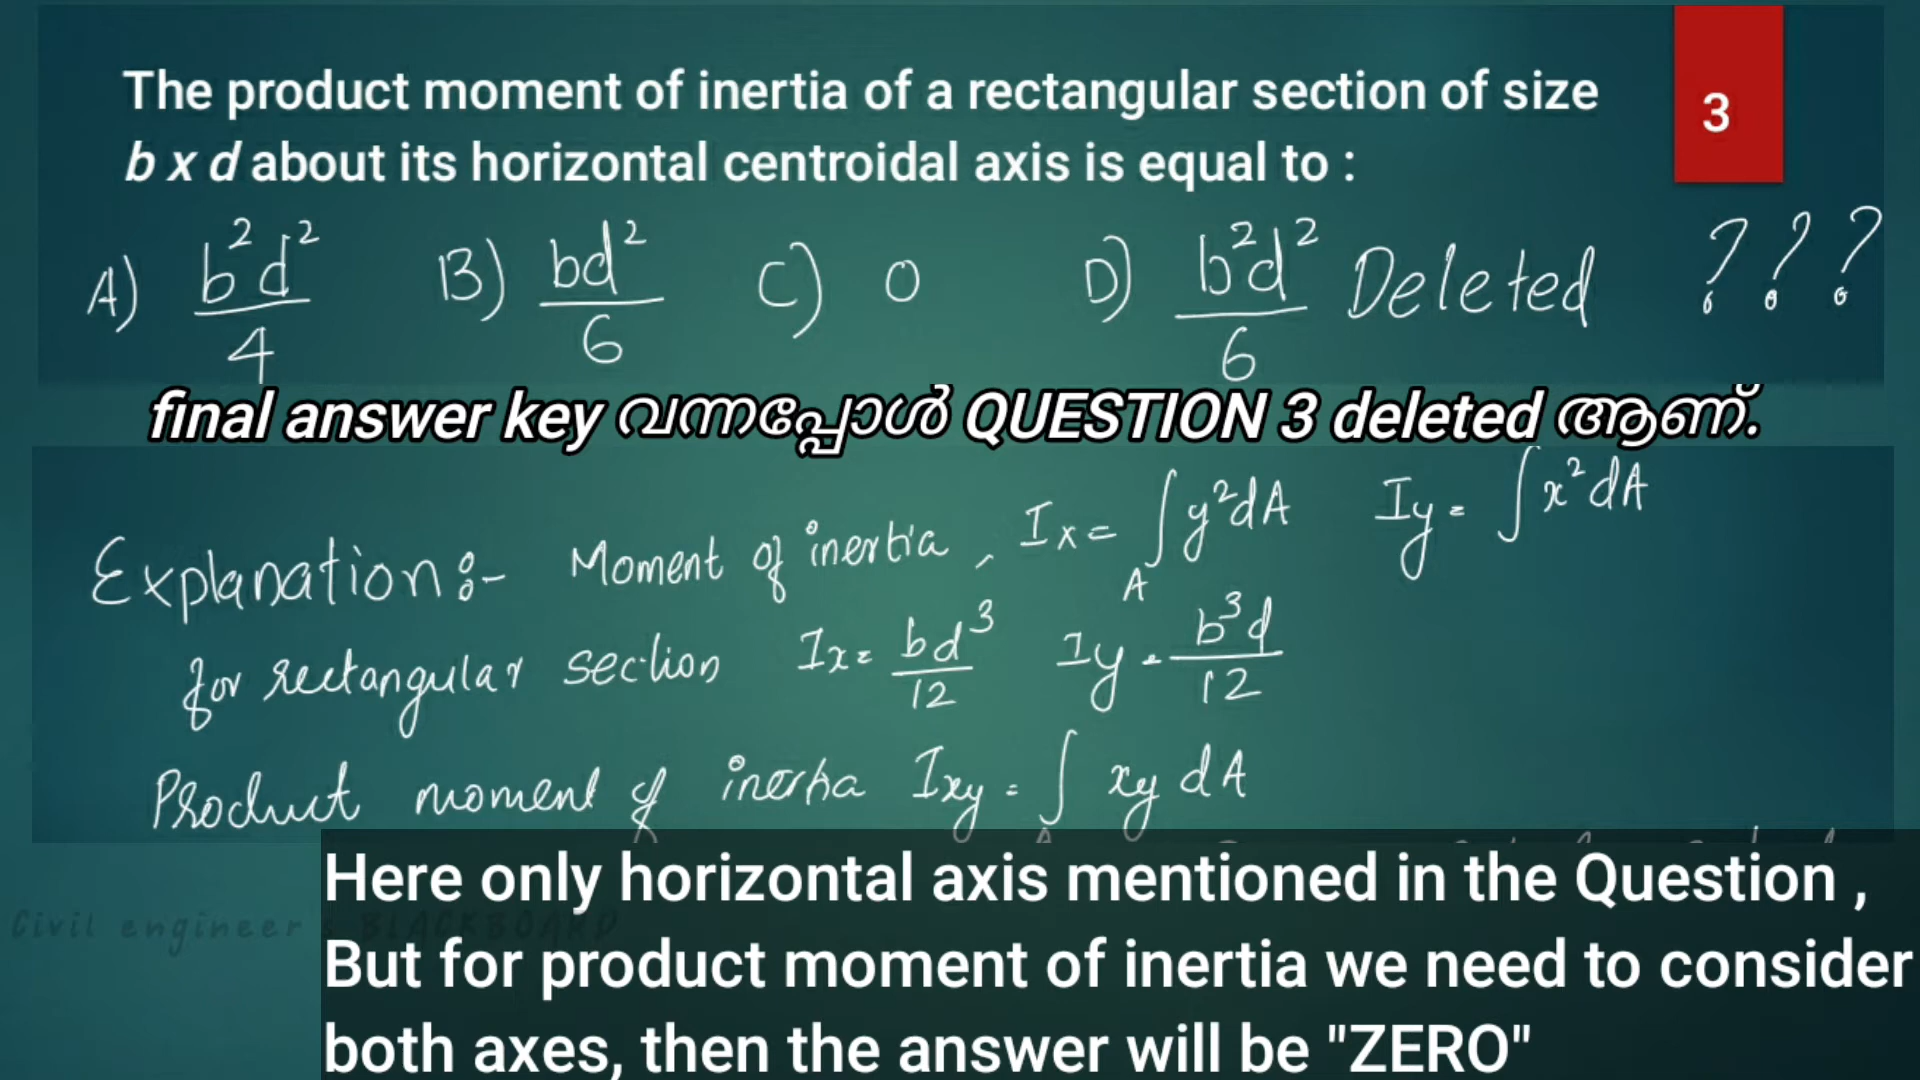 The product moment of inertia of a rectangular section of size
3
b x d about its horizontal centroidal axis is equal to :
A) b²d²/4 B) bd²/6 C) 0 D) b²d²/6 Deleted ???
final answer key വന്നപ്പോൾ QUESTION 3 deleted ആണ്.
Explanation :- Moment of inertia, Ix = ∫A y²dA Iy = ∫x²dA
for rectangular section Ix = bd³/12 Iy = b³d/12
Product moment of inertia Ixy = ∫ xy dA
Here only horizontal axis mentioned in the Question ,
Civil engineer's BLACKBOARD
But for product moment of inertia we need to consider
both axes, then the answer will be "ZERO"